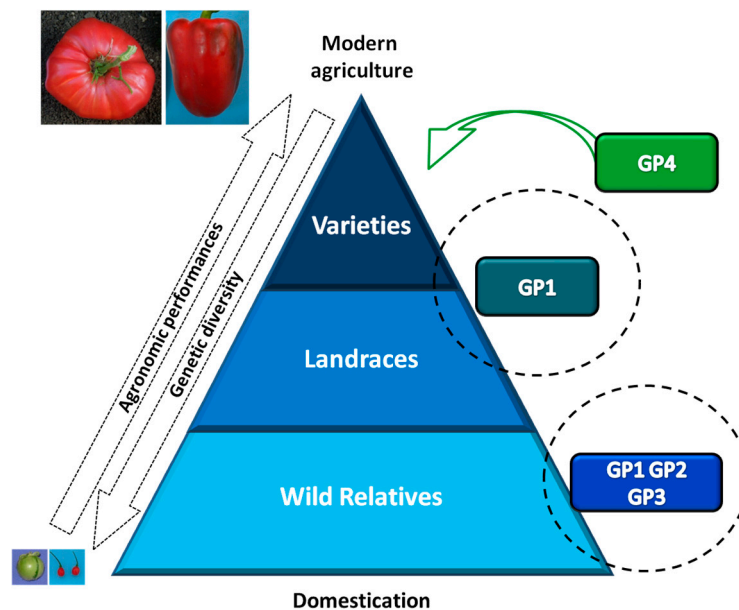 Modern
agriculture
GP4
Varieties
GP1
Agronomic performances
Genetic diversity
Landraces
GP1 GP2
GP3
Wild Relatives
Domestication